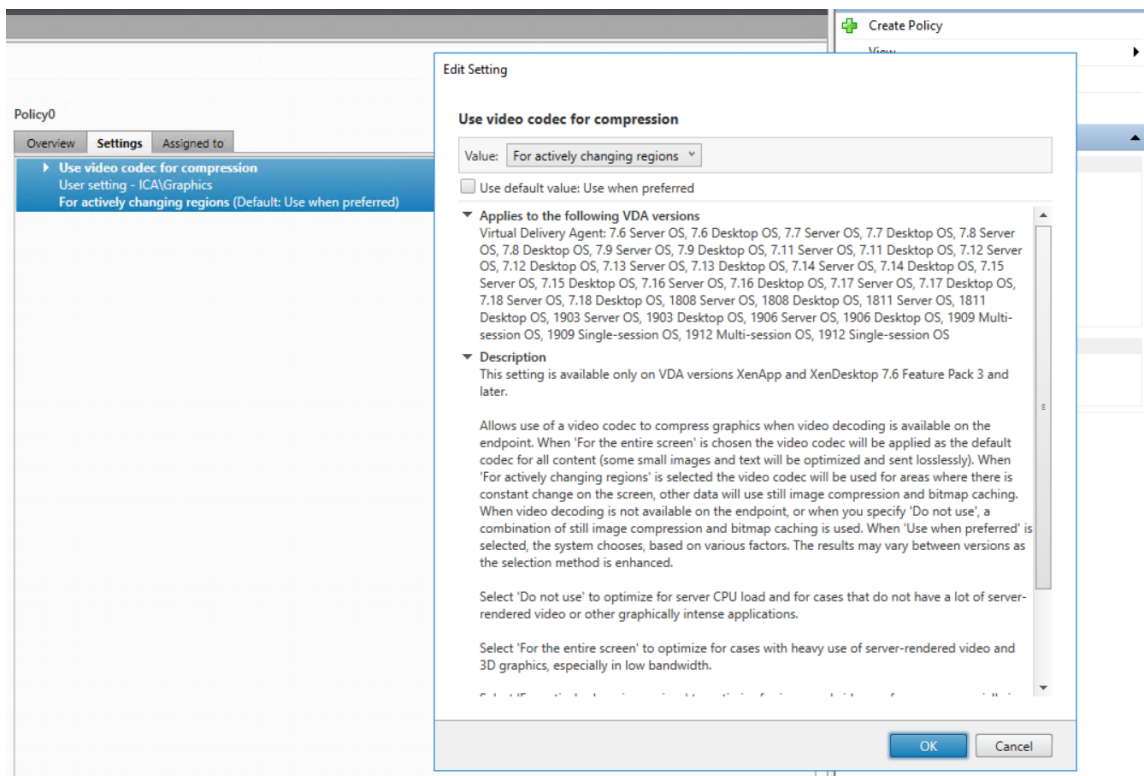 Create Policy
View
Edit Setting
Policy0
Overview Settings Assigned to
Use video codec for compression
User setting - ICA\Graphics
For actively changing regions (Default: Use when preferred)
Use video codec for compression
Value: For actively changing regions
Use default value: Use when preferred
Applies to the following VDA versions
Virtual Delivery Agent: 7.6 Server OS, 7.6 Desktop OS, 7.7 Server OS, 7.7 Desktop OS, 7.8 Server
OS, 7.8 Desktop OS, 7.9 Server OS, 7.9 Desktop OS, 7.11 Server OS, 7.11 Desktop OS, 7.12 Server
OS, 7.12 Desktop OS, 7.13 Server OS, 7.13 Desktop OS, 7.14 Server OS, 7.14 Desktop OS, 7.15
Server OS, 7.15 Desktop OS, 7.16 Server OS, 7.16 Desktop OS, 7.17 Server OS, 7.17 Desktop OS,
7.18 Server OS, 7.18 Desktop OS, 1808 Server OS, 1808 Desktop OS, 1811 Server OS, 1811
Desktop OS, 1903 Server OS, 1903 Desktop OS, 1906 Server OS, 1906 Desktop OS, 1909 Multi-
session OS, 1909 Single-session OS, 1912 Multi-session OS, 1912 Single-session OS
Description
This setting is available only on VDA versions XenApp and XenDesktop 7.6 Feature Pack 3 and
later.
Allows use of a video codec to compress graphics when video decoding is available on the
endpoint. When 'For the entire screen' is chosen the video codec will be applied as the default
codec for all content (some small images and text will be optimized and sent losslessly). When
'For actively changing regions' is selected the video codec will be used for areas where there is
constant change on the screen, other data will use still image compression and bitmap caching.
When video decoding is not available on the endpoint, or when you specify 'Do not use', a
combination of still image compression and bitmap caching is used. When 'Use when preferred' is
selected, the system chooses, based on various factors. The results may vary between versions as
the selection method is enhanced.
Select 'Do not use' to optimize for server CPU load and for cases that do not have a lot of server-
rendered video or other graphically intense applications.
Select 'For the entire screen' to optimize for cases with heavy use of server-rendered video and
3D graphics, especially in low bandwidth.
OK Cancel